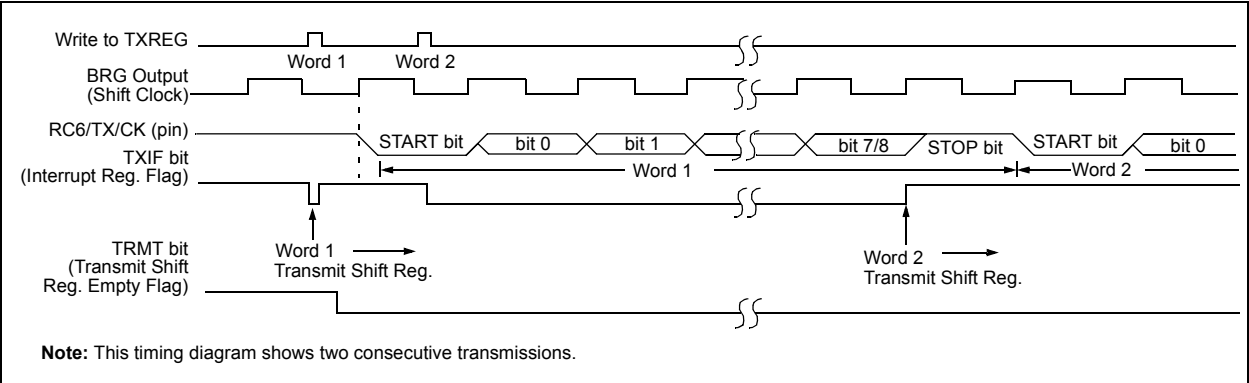 Write to TXREG
Word 1
Word 2
BRG Output
(Shift Clock)
RC6/TX/CK (pin)
START bit
bit 0
bit 1
bit 7/8
STOP bit
START bit
bit 0
TXIF bit
(Interrupt Reg. Flag)
Word 1
Word 2
TRMT bit
(Transmit Shift
Reg. Empty Flag)
Word 1
Transmit Shift Reg.
Word 2
Transmit Shift Reg.
Note: This timing diagram shows two consecutive transmissions.